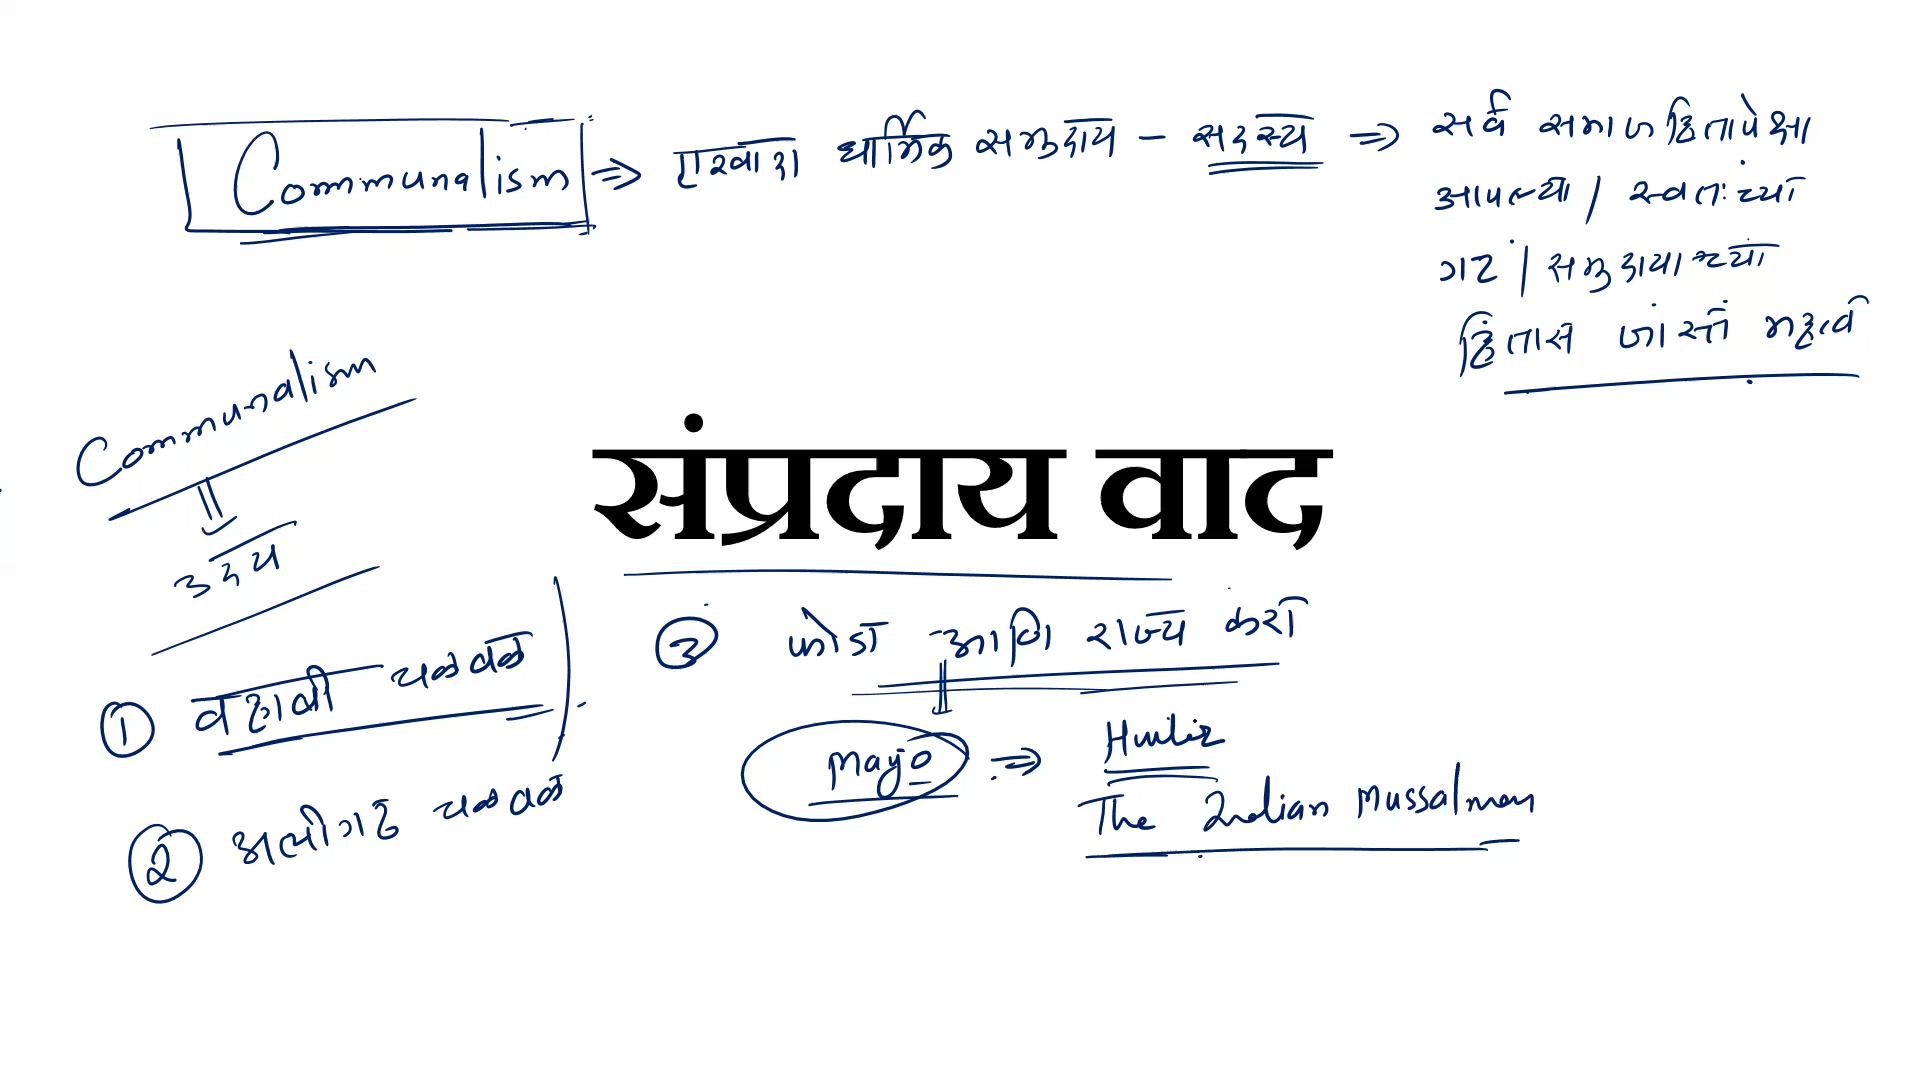 Communalism ⇒ एखादा धार्मिक समुदाय – सदस्य ⇒ सर्व समाजहितापेक्षा
आपल्या / स्वतःच्या
गट / समुदायाच्या
हितास जास्त महत्व
Communalism
उदय
संप्रदाय वाद
① वहाबी चळवळ
② अलीगढ चळवळ
③ फोडा आणि राज्य करा
Mayo ⇒ Hunter
The Indian Mussalman